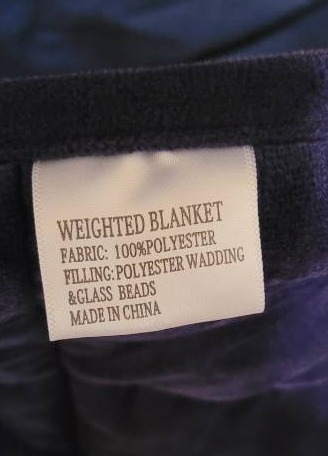 WEIGHTED BLANKET
FABRIC: 100%POLYESTER
FILLING:POLYESTER WADDING
&GLASS BEADS
MADE IN CHINA